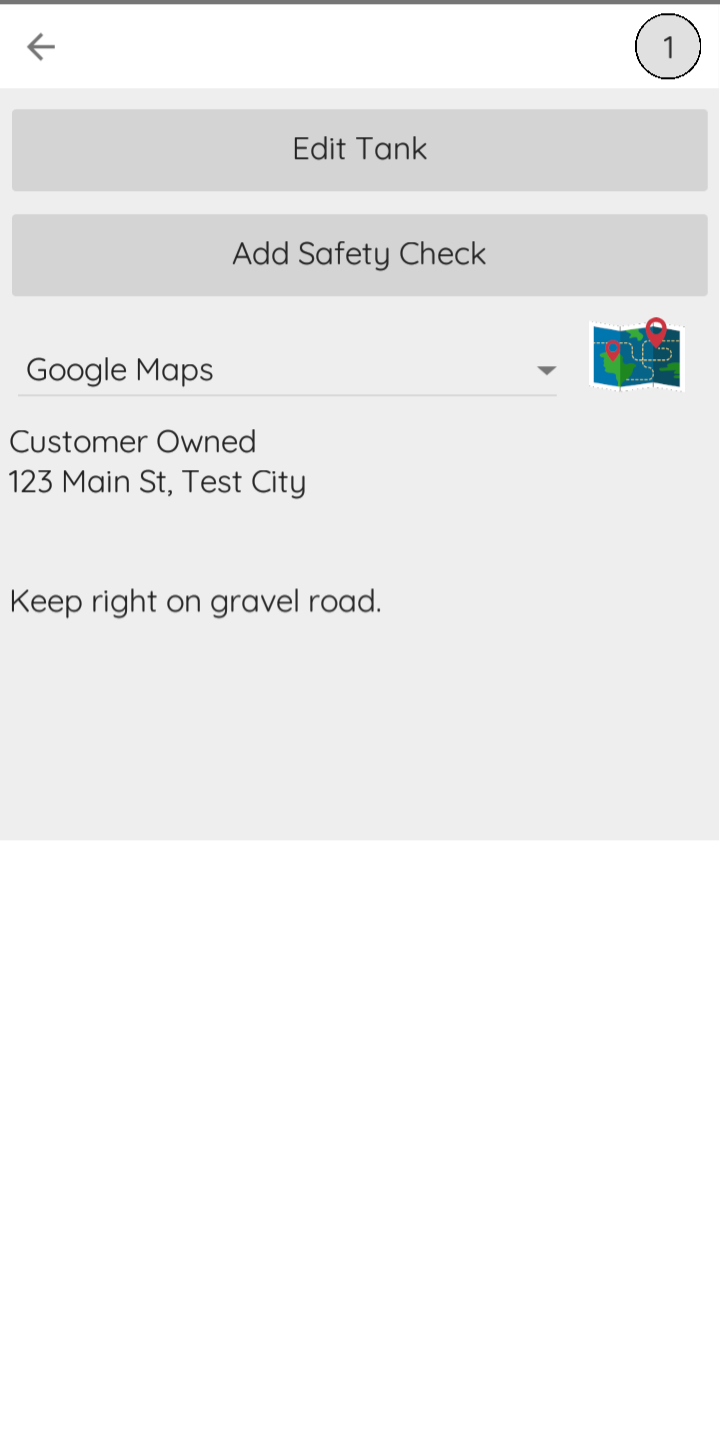 1
Edit Tank
Add Safety Check
Google Maps
Customer Owned
123 Main St, Test City
Keep right on gravel road.